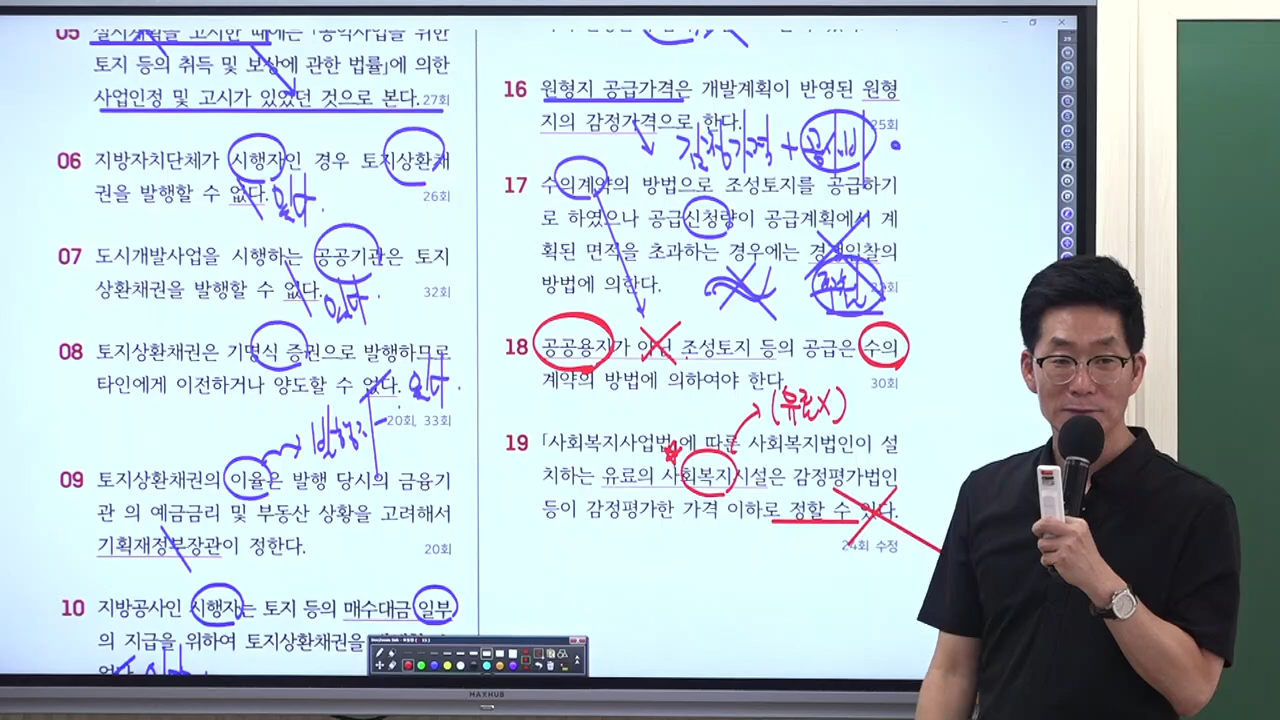 05 실시계획을 고시한 때에는 「공익사업을 위한
토지 등의 취득 및 보상에 관한 법률」에 의한
사업인정 및 고시가 있었던 것으로 본다. 27회
06 지방자치단체가 시행자인 경우 토지상환채
권을 발행할 수 없다. 있다. 26회
07 도시개발사업을 시행하는 공공기관은 토지
상환채권을 발행할 수 없다. 있다. 32회
08 토지상환채권은 기명식 증권으로 발행하므로
타인에게 이전하거나 양도할 수 없다. 있다.
20회, 33회
발행자
09 토지상환채권의 이율은 발행 당시의 금융기
관 의 예금금리 및 부동산 상황을 고려해서
기획재정부장관이 정한다. 20회
10 지방공사인 시행자는 토지 등의 매수대금 일부
의 지급을 위하여 토지상환채권을
16 원형지 공급가격은 개발계획이 반영된 원형
지의 감정가격으로 한다. 25회
감정가격 + 공사비
17 수의계약의 방법으로 조성토지를 공급하기
로 하였으나 공급신청량이 공급계획에서 계
획된 면적을 초과하는 경우에는 경쟁입찰의
방법에 의한다. 추첨
18 공공용지가 아닌 조성토지 등의 공급은 수의
계약의 방법에 의하여야 한다. 30회
(유료X)
19 「사회복지사업법」에 따른 사회복지법인이 설
치하는 유료의 사회복지시설은 감정평가법인
등이 감정평가한 가격 이하로 정할 수 있다.
24회 수정
MAXHUB